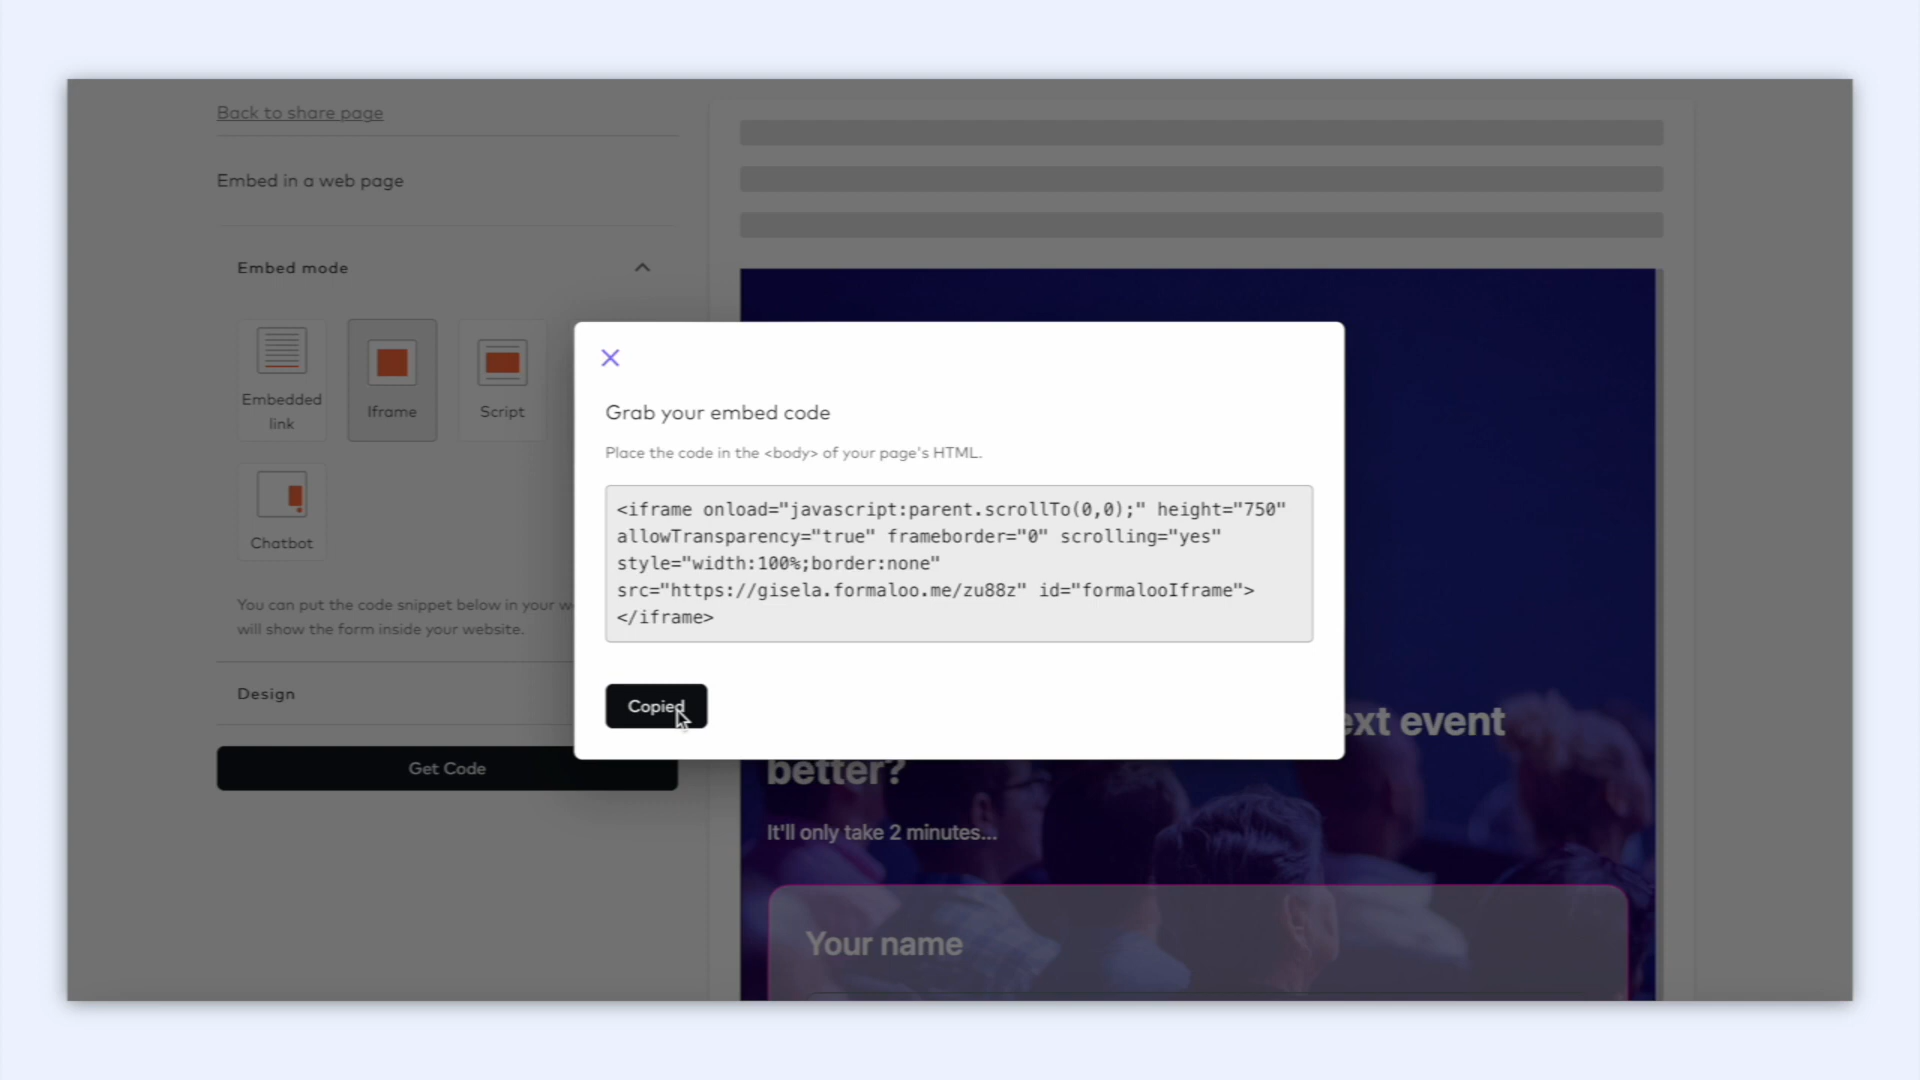 Back to share page
Embed in a web page
Embed mode
Embedded
link
Iframe
Script
Chatbot
You can put the code snippet below in your
will show the form inside your website.
Design
Get Code
Grab your embed code
Place the code in the <body> of your page's HTML.
<iframe onload="javascript:parent.scrollTo(0,0);" height="750"
allowTransparency="true" frameborder="0" scrolling="yes"
style="width:100%;border:none"
src="https://gisela.formaloo.me/zu88z" id="formalooIframe">
</iframe>
Copied
event
better?
It'll only take 2 minutes...
Your name